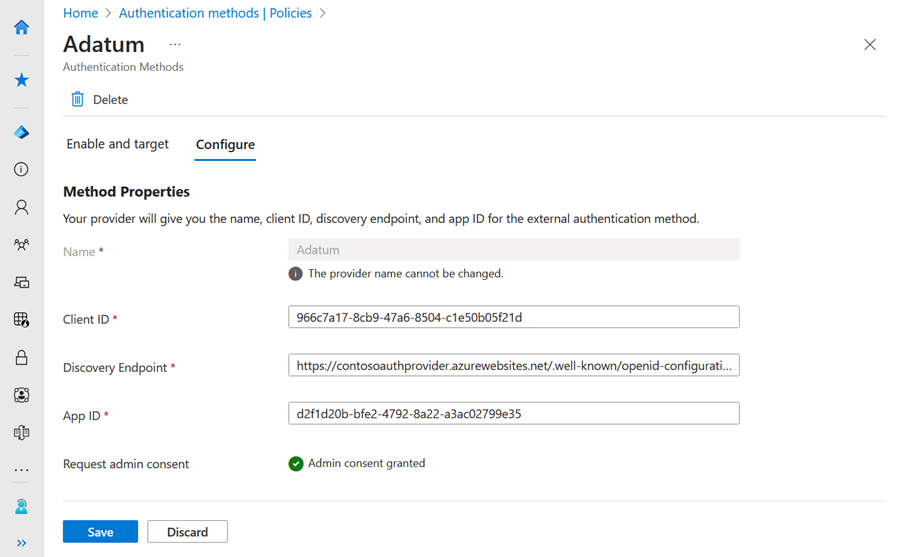 Home > Authentication methods | Policies >
Adatum ...
Authentication Methods
Delete
Enable and target Configure
Method Properties
Your provider will give you the name, client ID, discovery endpoint, and app ID for the external authentication method.
Name * Adatum
The provider name cannot be changed.
Client ID * 966c7a17-8cb9-47a6-8504-c1e50b05f21d
Discovery Endpoint * https://contosoauthprovider.azurewebsites.net/.well-known/openid-configurati...
App ID * d2f1d20b-bfe2-4792-8a22-a3ac02799e35
Request admin consent Admin consent granted
Save Discard